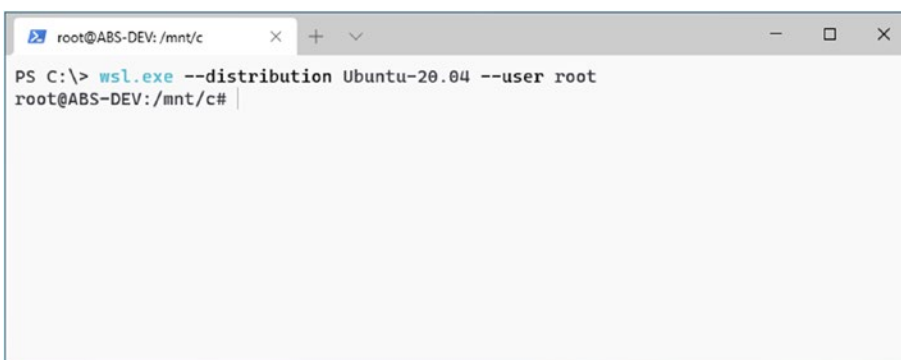 root@ABS-DEV: /mnt/c
PS C:\> wsl.exe --distribution Ubuntu-20.04 --user root
root@ABS-DEV:/mnt/c#